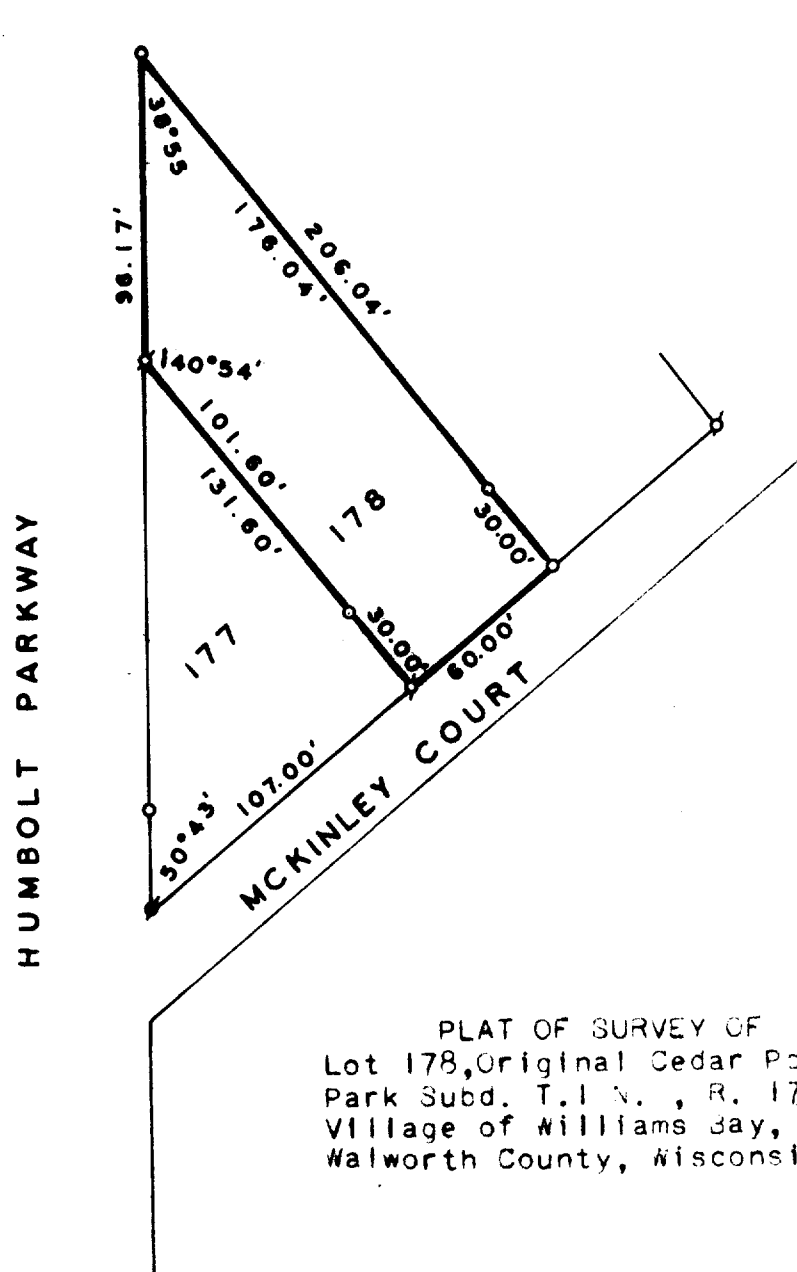 38°55
96.17'
206.04'
176.04'
140°54'
101.60'
131.60'
178
30.00'
30.00'
60.00'
177
107.00'
50°43'
HUMBOLT PARKWAY
MCKINLEY COURT
PLAT OF SURVEY OF
Lot 178, Original Cedar
Park Subd. T.1 N. , R. 17
Village of Williams Bay,
Walworth County,